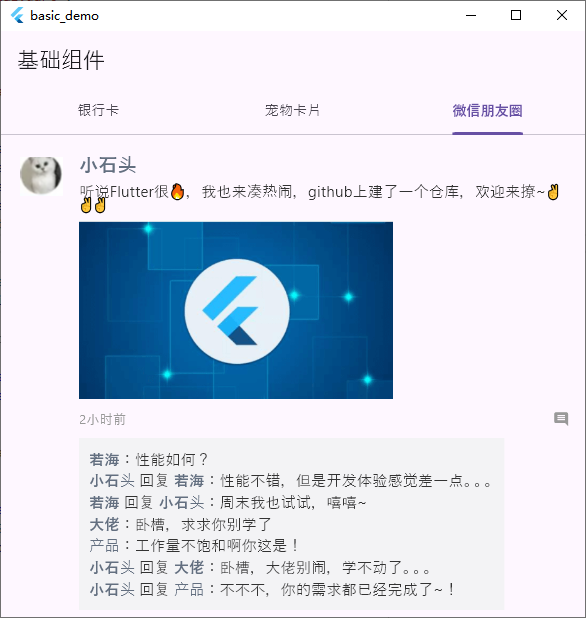 basic_demo
基础组件
银行卡 宠物卡片 微信朋友圈
小石头
听说Flutter很🔥，我也来凑热闹，github上建了一个仓库，欢迎来撩~✌
✌✌
2小时前
若海：性能如何？
小石头 回复 若海：性能不错，但是开发体验感觉差一点。。。
若海 回复 小石头：周末我也试试，嘻嘻~
大佬：卧槽，求求你别学了
产品：工作量不饱和啊你这是！
小石头 回复 大佬：卧槽，大佬别闹，学不动了。。。
小石头 回复 产品：不不不，你的需求都已经完成了~！